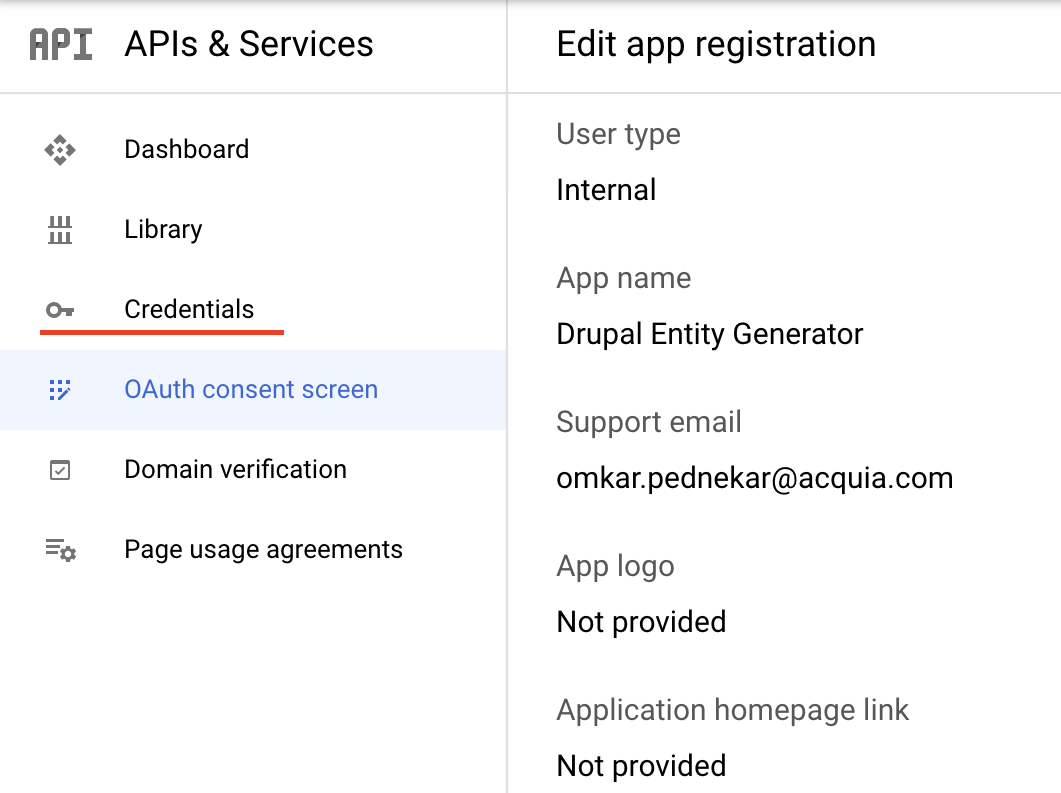 API APIs & Services
Dashboard
Library
Credentials
OAuth consent screen
Domain verification
Page usage agreements
Edit app registration
User type
Internal
App name
Drupal Entity Generator
Support email
omkar.pednekar@acquia.com
App logo
Not provided
Application homepage link
Not provided